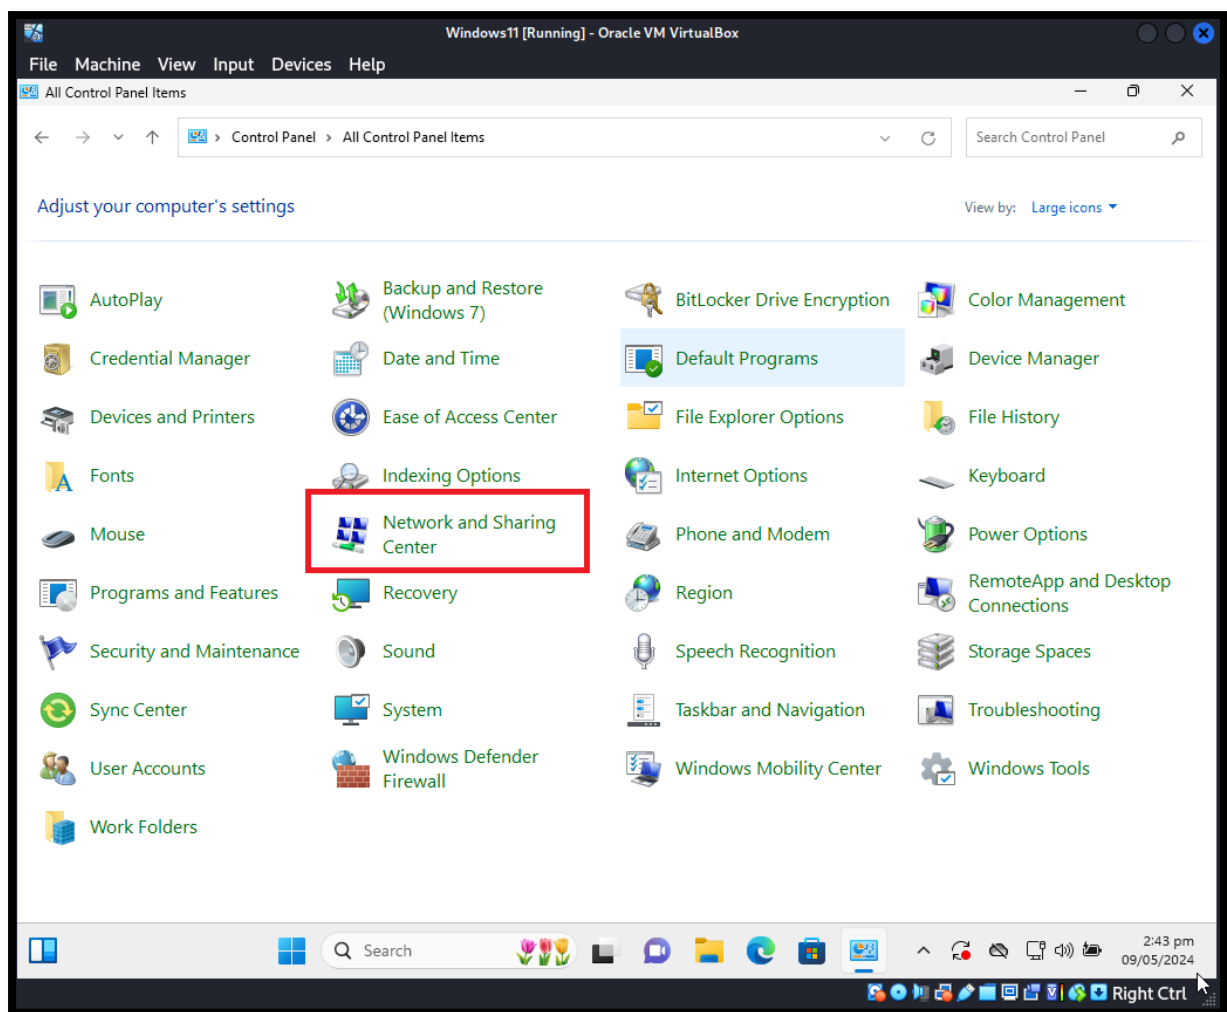 Windows11 [Running] - Oracle VM VirtualBox
File Machine View Input Devices Help
All Control Panel Items
Control Panel › All Control Panel Items
Search Control Panel
Adjust your computer's settings
View by: Large icons
AutoPlay
Backup and Restore
(Windows 7)
BitLocker Drive Encryption
Color Management
Credential Manager
Date and Time
Default Programs
Device Manager
Devices and Printers
Ease of Access Center
File Explorer Options
File History
Fonts
Indexing Options
Internet Options
Keyboard
Mouse
Network and Sharing
Center
Phone and Modem
Power Options
Programs and Features
Recovery
Region
RemoteApp and Desktop
Connections
Security and Maintenance
Sound
Speech Recognition
Storage Spaces
Sync Center
System
Taskbar and Navigation
Troubleshooting
User Accounts
Windows Defender
Firewall
Windows Mobility Center
Windows Tools
Work Folders
Search
2:43 pm
09/05/2024
Right Ctrl